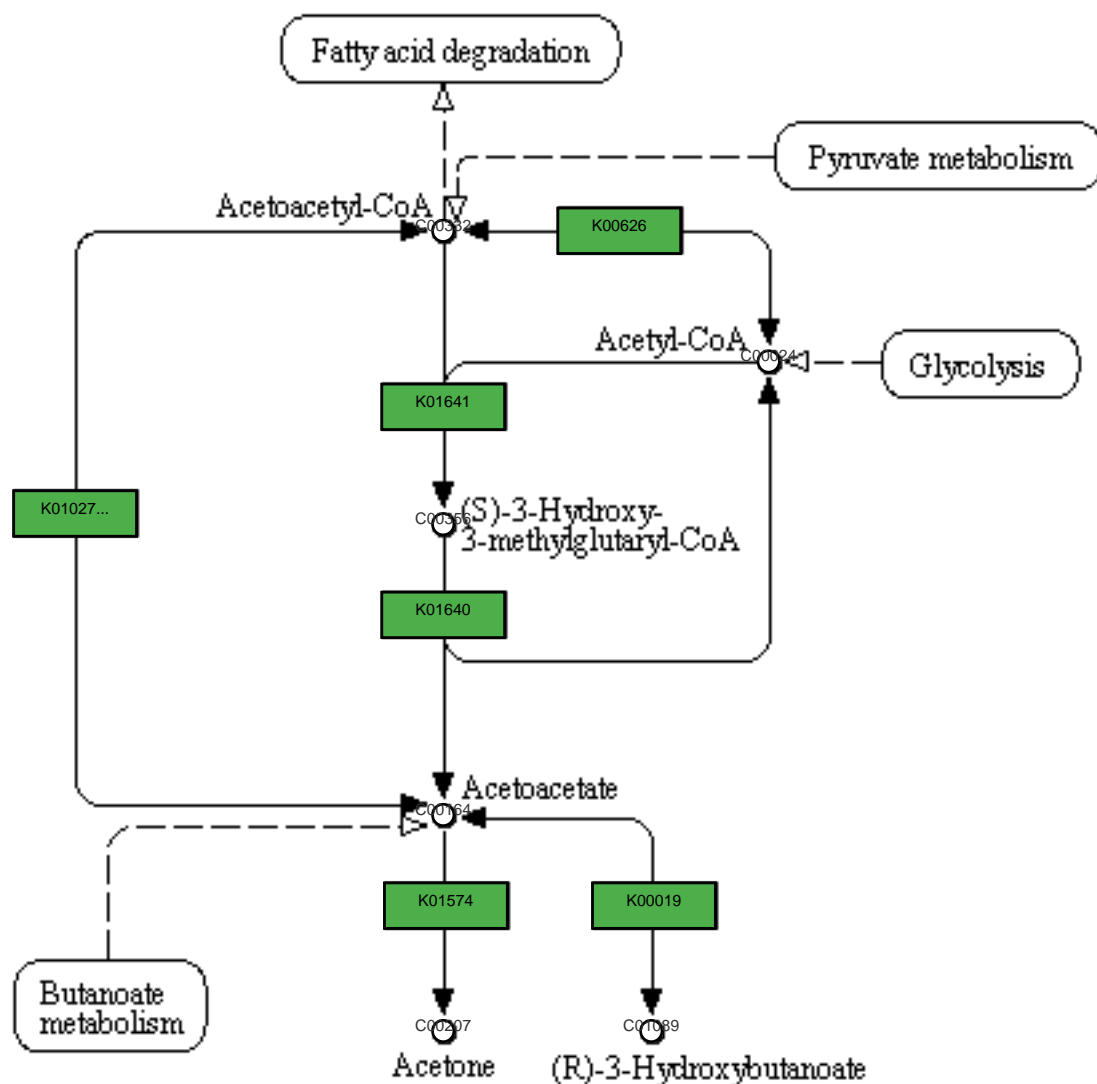 Fatty acid degradation
Pyruvate metabolism
Acetoacetyl-CoA
C00332
K00626
Acetyl-CoA
C00024
Glycolysis
K01641
K01027...
C00356
(S)-3-Hydroxy-
3-methylglutaryl-CoA
K01640
Acetoacetate
C00164
K01574
K00019
Butanoate
metabolism
C00207
C01089
Acetone
(R)-3-Hydroxybutanoate